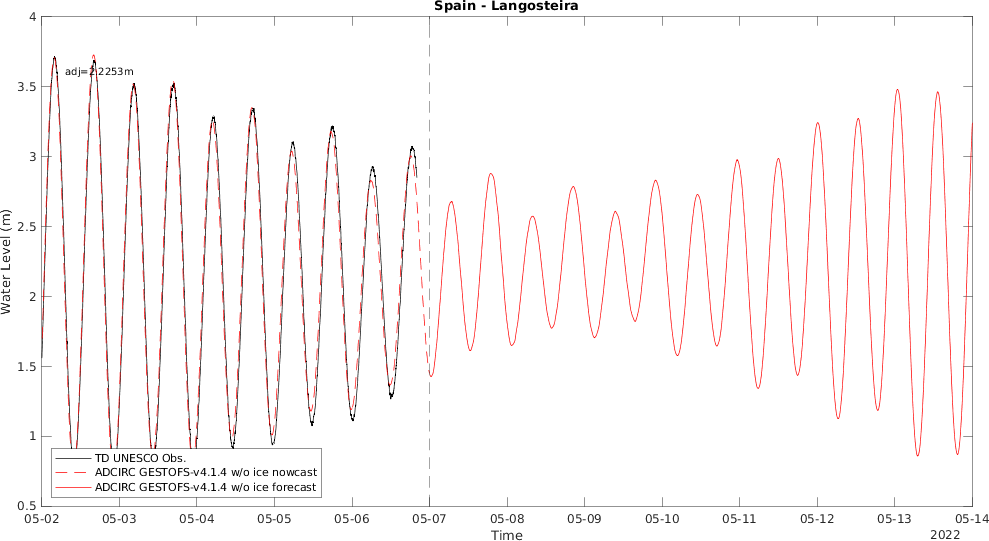 Spain - Langosteira
4
adj=2.2253m
3.5
3
2.5
2
1.5
1
0.5
Water Level (m)
TD UNESCO Obs.
ADCIRC GESTOFS-v4.1.4 w/o ice nowcast
ADCIRC GESTOFS-v4.1.4 w/o ice forecast
05-02 05-03 05-04 05-05 05-06 05-07 05-08 05-09 05-10 05-11 05-12 05-13 05-14
Time
2022